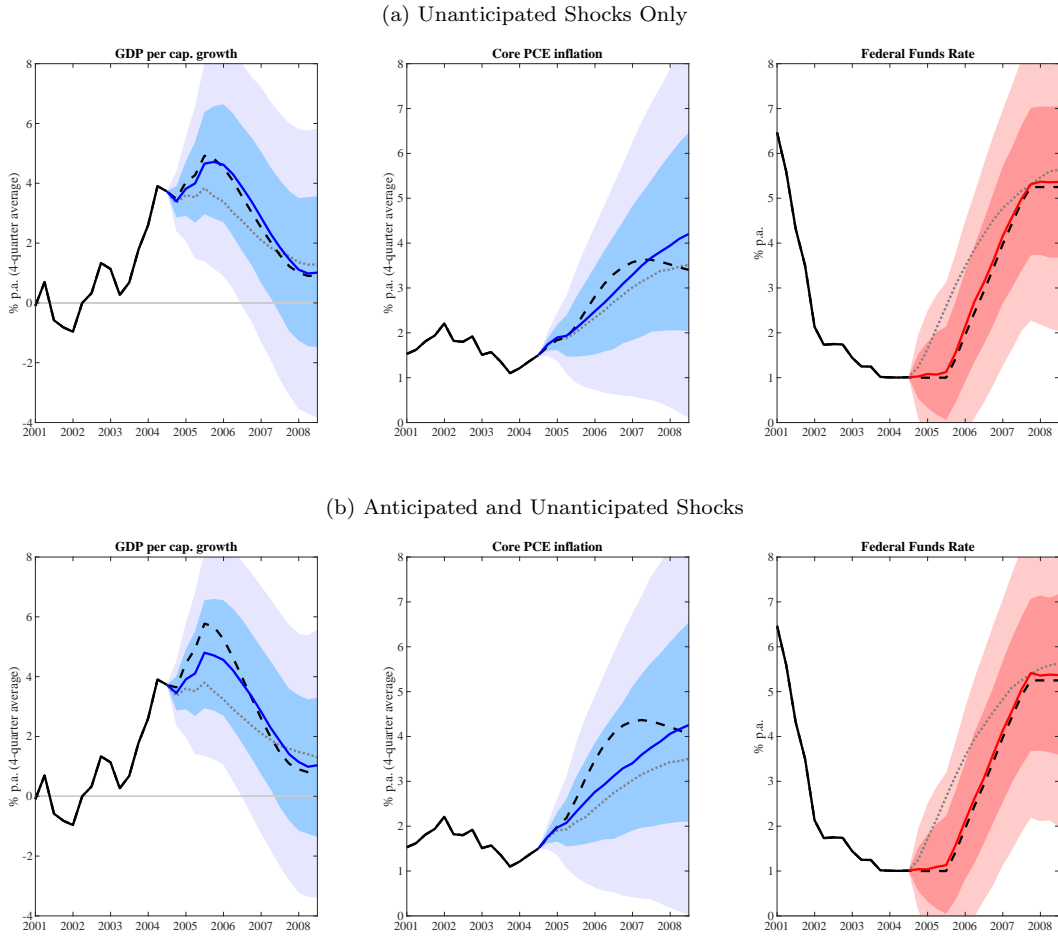 (a) Unanticipated Shocks Only
GDP per cap. growth
Core PCE inflation
Federal Funds Rate
% p.a. (4-quarter average)
8
6
4
2
0
-2
-4
2001 2002 2003 2004 2005 2006 2007 2008
% p.a. (4-quarter average)
8
7
6
5
4
3
2
1
0
2001 2002 2003 2004 2005 2006 2007 2008
% p.a.
8
7
6
5
4
3
2
1
0
2001 2002 2003 2004 2005 2006 2007 2008
(b) Anticipated and Unanticipated Shocks
GDP per cap. growth
Core PCE inflation
Federal Funds Rate
% p.a. (4-quarter average)
8
6
4
2
0
-2
-4
2001 2002 2003 2004 2005 2006 2007 2008
% p.a. (4-quarter average)
8
7
6
5
4
3
2
1
0
2001 2002 2003 2004 2005 2006 2007 2008
% p.a.
8
7
6
5
4
3
2
1
0
2001 2002 2003 2004 2005 2006 2007 2008